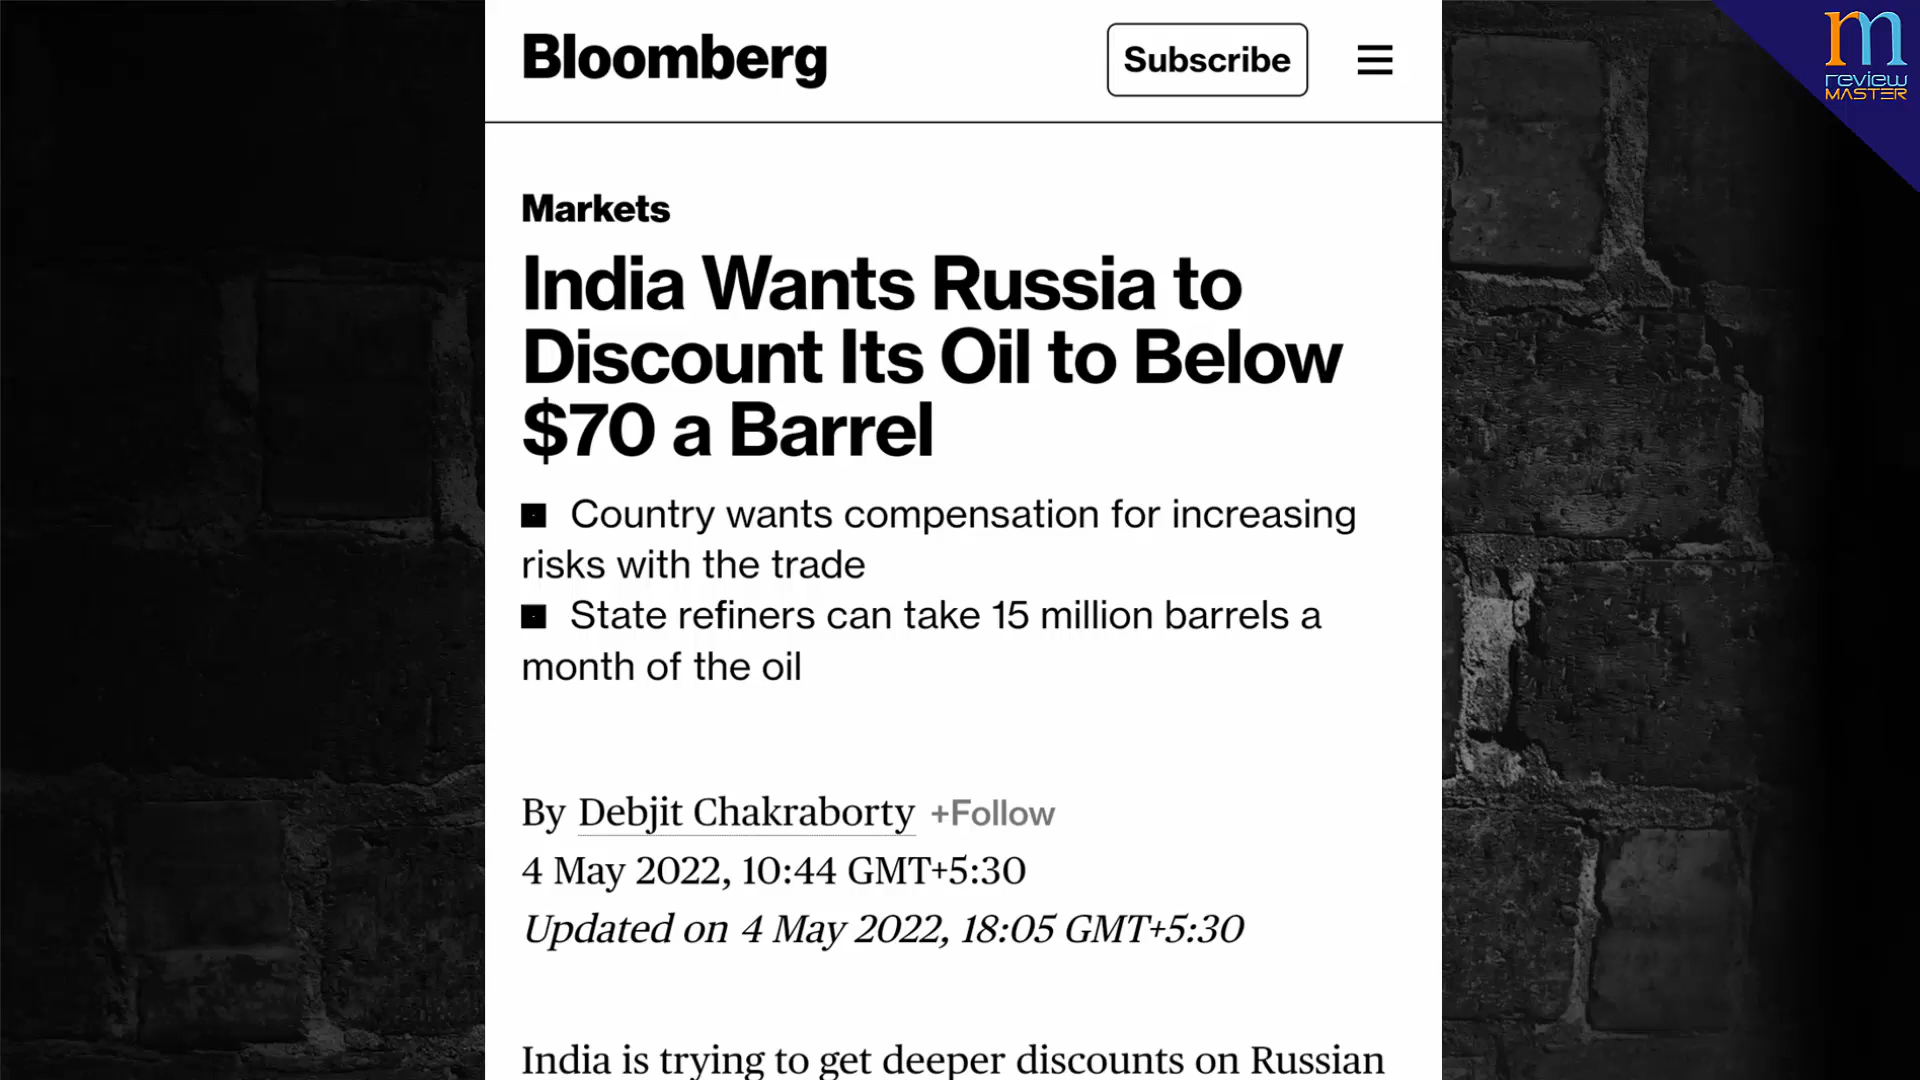 Bloomberg
Subscribe
m
review
MASTER
Markets
India Wants Russia to
Discount Its Oil to Below
$70 a Barrel
Country wants compensation for increasing
risks with the trade
State refiners can take 15 million barrels a
month of the oil
By Debjit Chakraborty +Follow
4 May 2022, 10:44 GMT+5:30
Updated on 4 May 2022, 18:05 GMT+5:30
India is trying to get deeper discounts on Russian